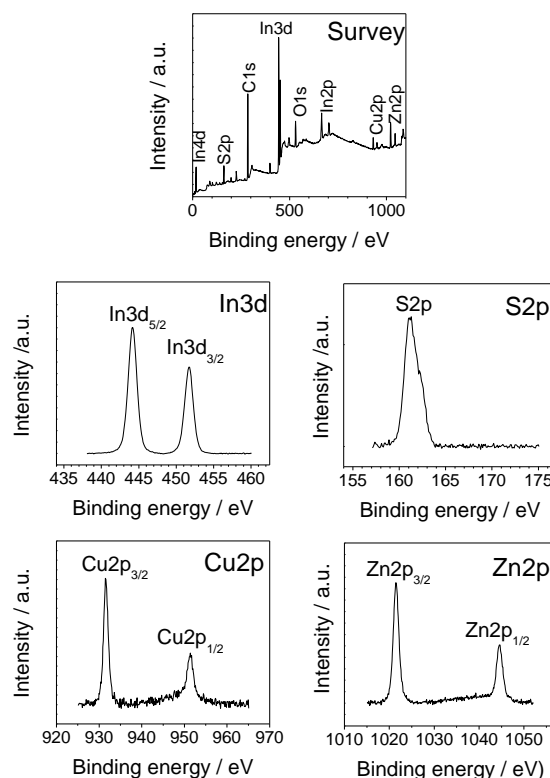 Survey
In3d
C1s
In4d
S2p
O1s
In2p
Cu2p
Zn2p
Intensity / a.u.
0 500 1000
Binding energy / eV
In3d
In3d5/2
In3d3/2
Intensity /a.u.
435 440 445 450 455 460
Binding energy / eV
S2p
S2p
Intensity / a.u.
155 160 165 170 175
Binding energy / eV
Cu2p
Cu2p3/2
Cu2p1/2
Intensity / a.u.
920 930 940 950 960 970
Binding energy / eV
Zn2p
Zn2p3/2
Zn2p1/2
Intensity / a.u.
1010 1020 1030 1040 1050
Binding energy / eV)